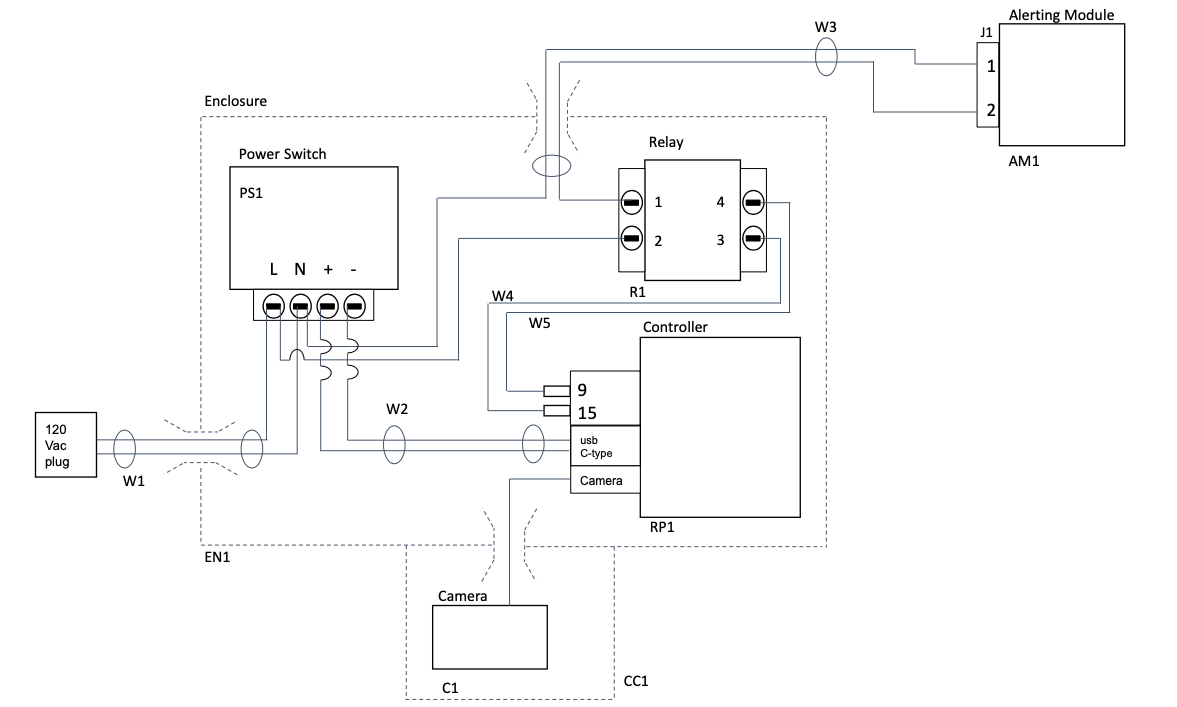 Alerting Module
W3
J1
1
2
AM1
Enclosure
Relay
Power Switch
PS1
1
4
2
3
L N + -
R1
W4
W5
Controller
9
15
W2
120
Vac
plug
usb
C-type
W1
Camera
RP1
EN1
Camera
C1
CC1